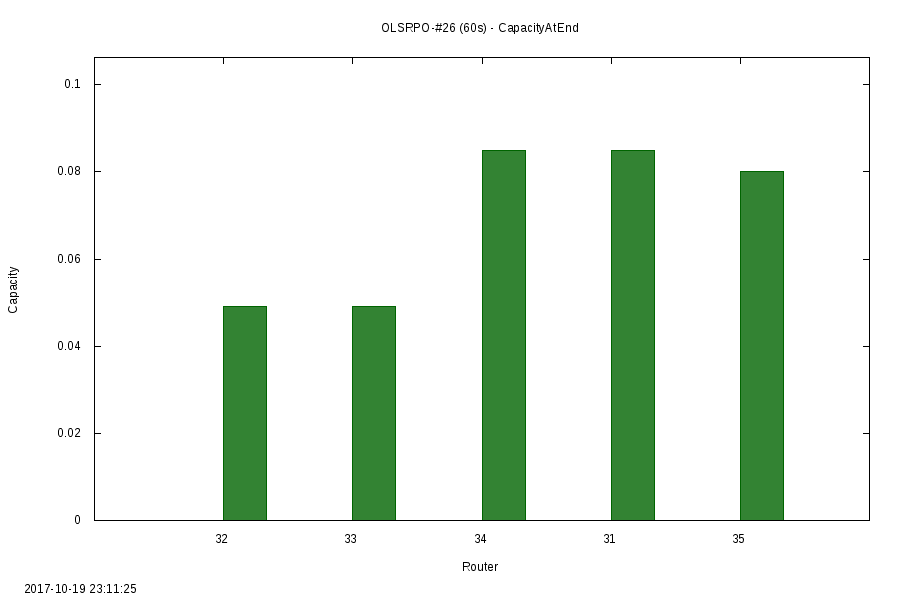 OLSRPO-#26 (60s) - CapacityAtEnd
0.1
0.08
0.06
0.04
0.02
0
Capacity
32 33 34 31 35
Router
2017-10-19 23:11:25